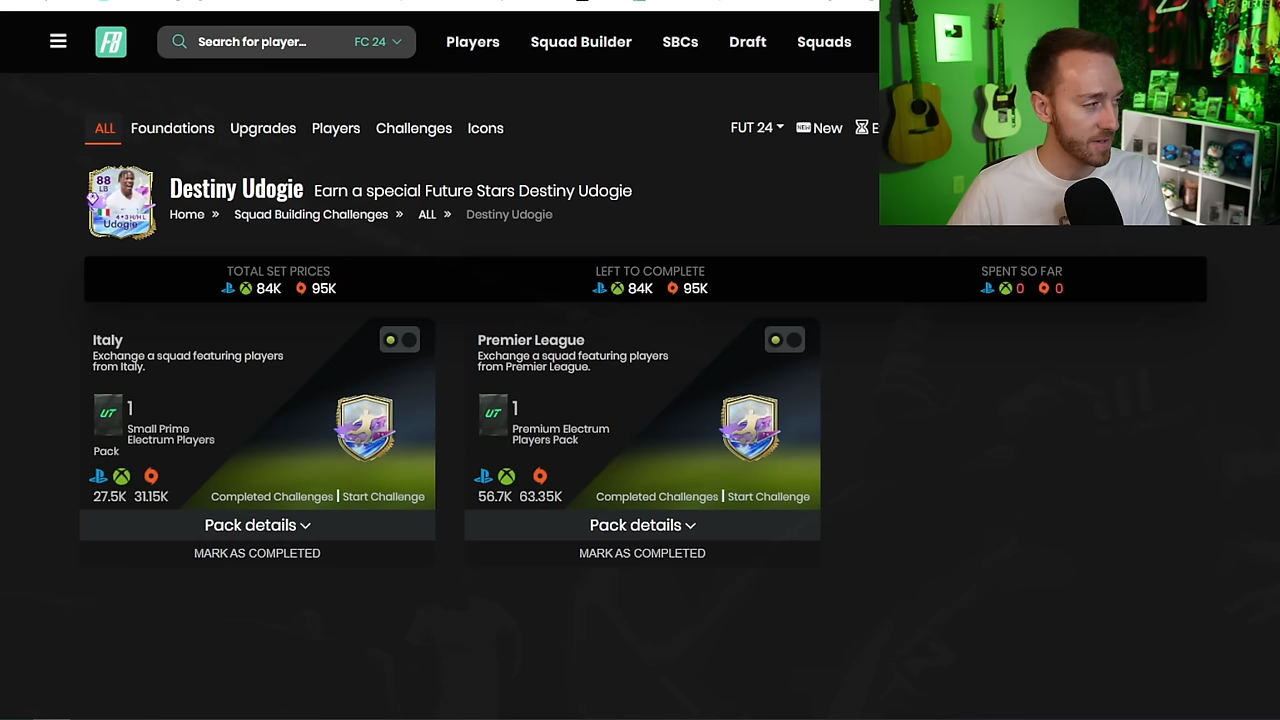 Search for player...
FC 24
Players
Squad Builder
SBCs
Draft
Squads
ALL
Foundations
Upgrades
Players
Challenges
Icons
FUT 24
NEW New
E
88
LB
4★3 H/H L
Udogie
Destiny Udogie
Earn a special Future Stars Destiny Udogie
Home » Squad Building Challenges » ALL » Destiny Udogie
TOTAL SET PRICES
84K 95K
LEFT TO COMPLETE
84K 95K
SPENT SO FAR
0 0
Italy
Exchange a squad featuring players
from Italy.
UT
1
Small Prime
Electrum Players
Pack
27.5K 31.15K
Completed Challenges | Start Challenge
Pack details
MARK AS COMPLETED
Premier League
Exchange a squad featuring players
from Premier League.
UT
1
Premium Electrum
Players Pack
56.7K 63.35K
Completed Challenges | Start Challenge
Pack details
MARK AS COMPLETED